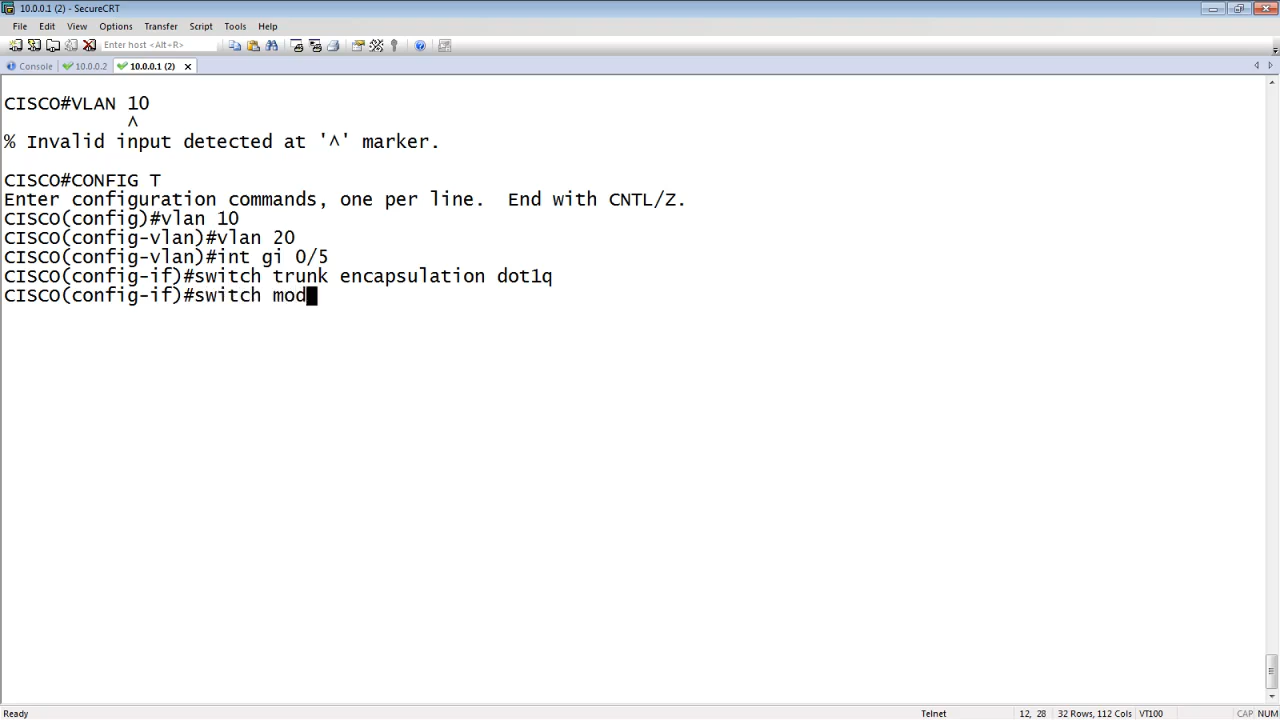 10.0.0.1 (2) - SecureCRT
File Edit View Options Transfer Script Tools Help
Enter host <Alt+R>
Console 10.0.0.2 10.0.0.1 (2)
CISCO#VLAN 10
^
% Invalid input detected at '^' marker.
CISCO#CONFIG T
Enter configuration commands, one per line.  End with CNTL/Z.
CISCO(config)#vlan 10
CISCO(config-vlan)#vlan 20
CISCO(config-vlan)#int gi 0/5
CISCO(config-if)#switch trunk encapsulation dot1q
CISCO(config-if)#switch mod
Ready Telnet 12, 28 32 Rows, 112 Cols VT100 CAP NUM